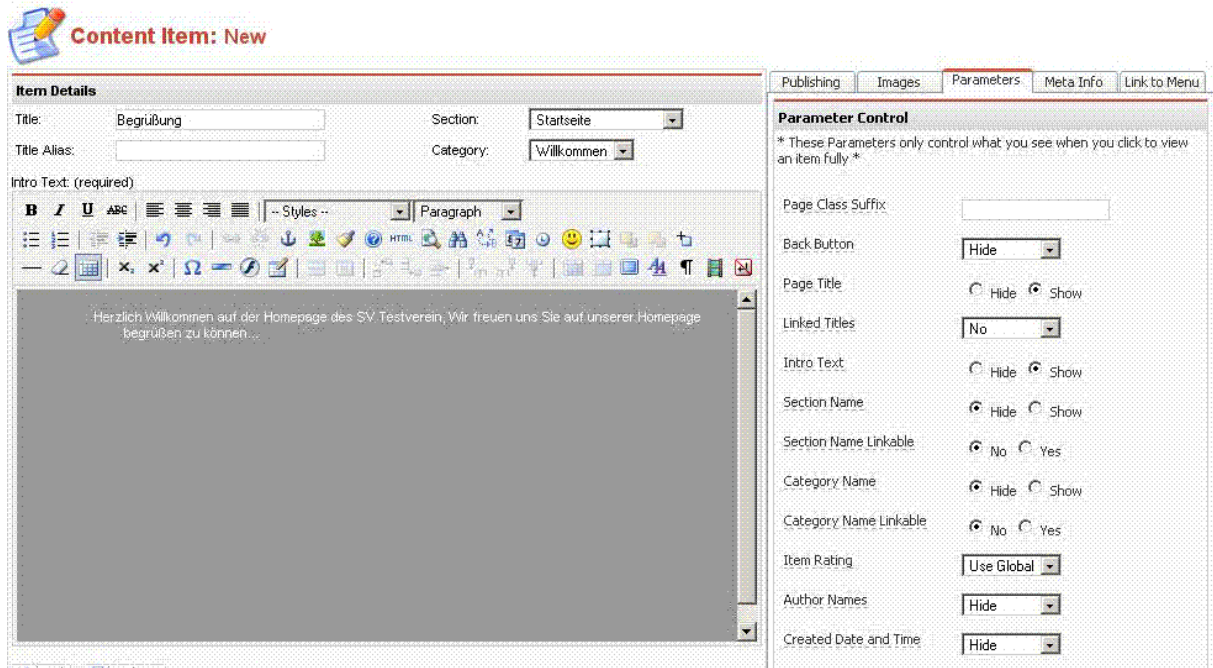 Content Item: New
Item Details
Title: Begrüßung Section: Startseite
Title Alias: Category: Willkommen
Intro Text: (required)
B I U ABC -- Styles -- Paragraph
HTML
Herzlich Willkommen auf der Homepage des SV Testverein, Wir freuen uns Sie auf unserer Homepage
begrüßen zu können...
Publishing Images Parameters Meta Info Link to Menu
Parameter Control
* These Parameters only control what you see when you click to view
an item fully *
Page Class Suffix
Back Button Hide
Page Title Hide Show
Linked Titles No
Intro Text Hide Show
Section Name Hide Show
Section Name Linkable No Yes
Category Name Hide Show
Category Name Linkable No Yes
Item Rating Use Global
Author Names Hide
Created Date and Time Hide